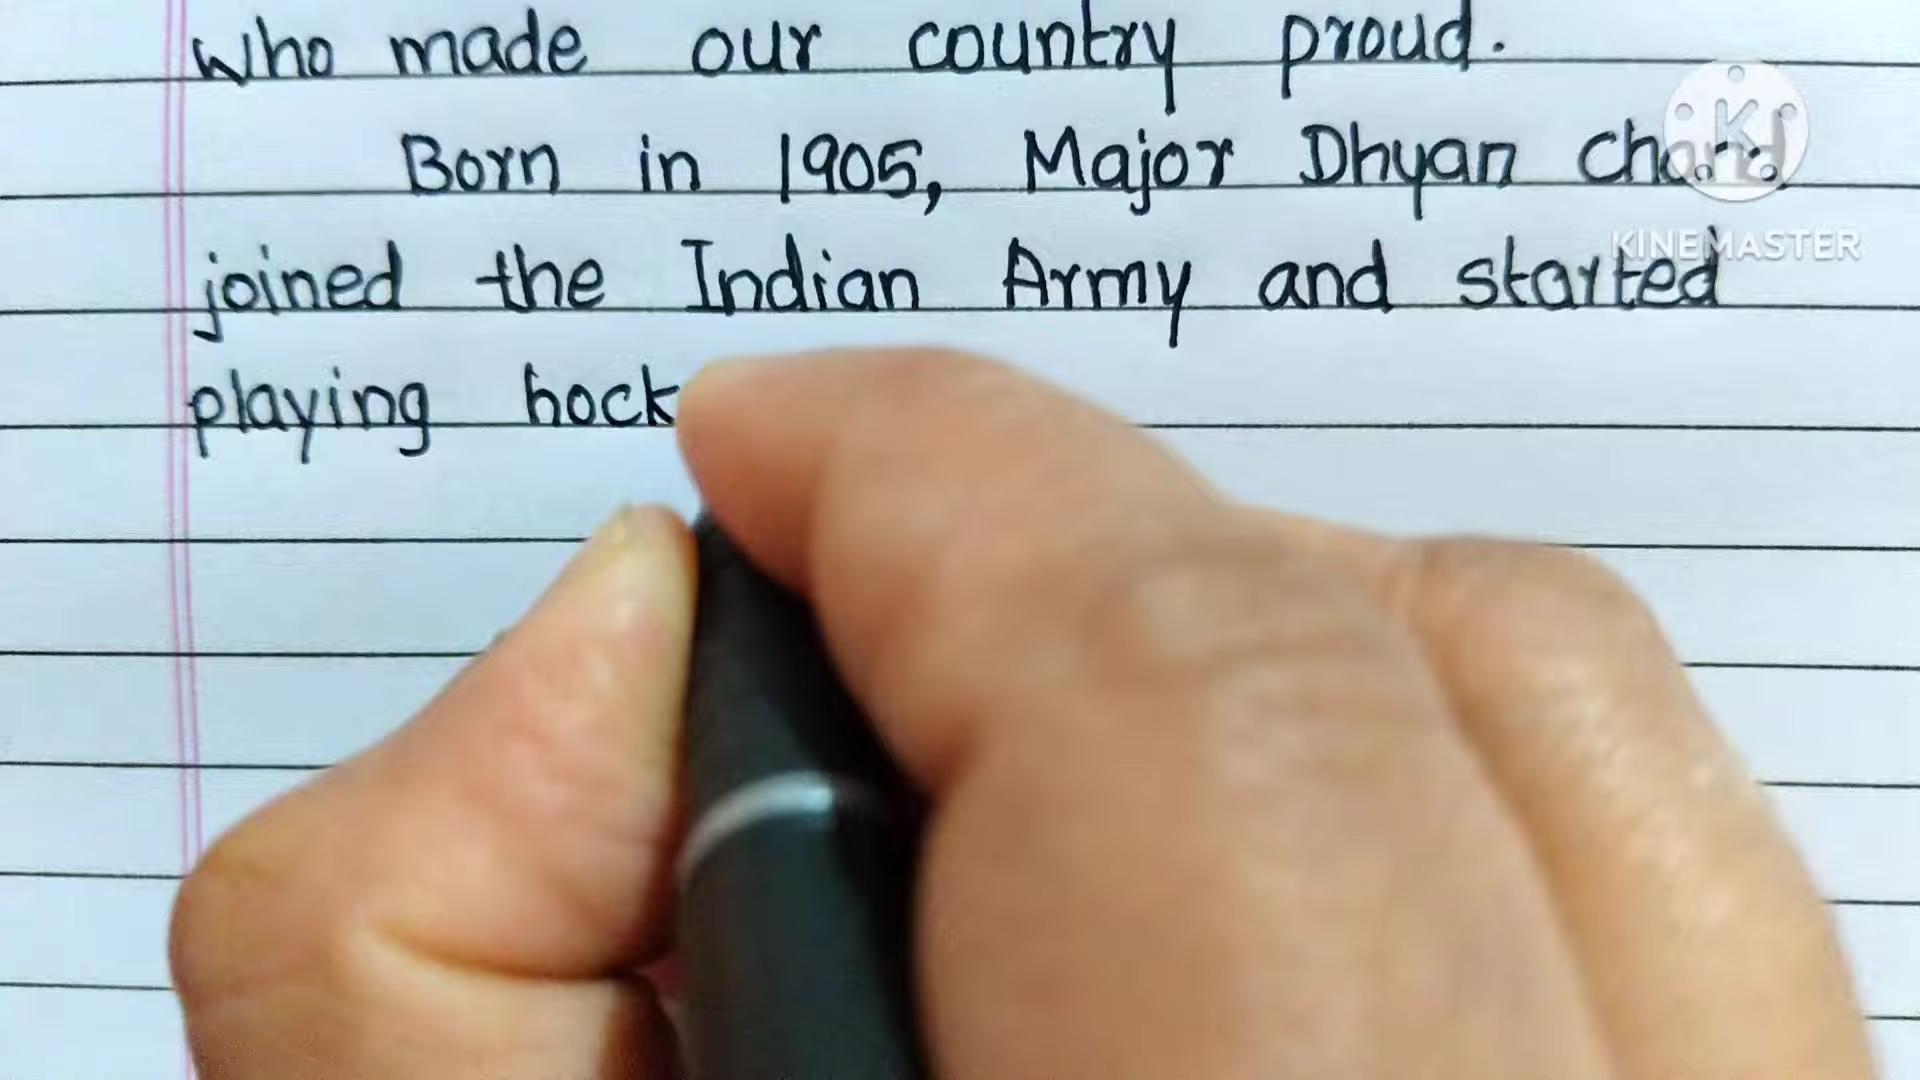 who made our country proud.
Born in 1905, Major Dhyan Chand
joined the Indian Army and started
playing hock
KINEMASTER